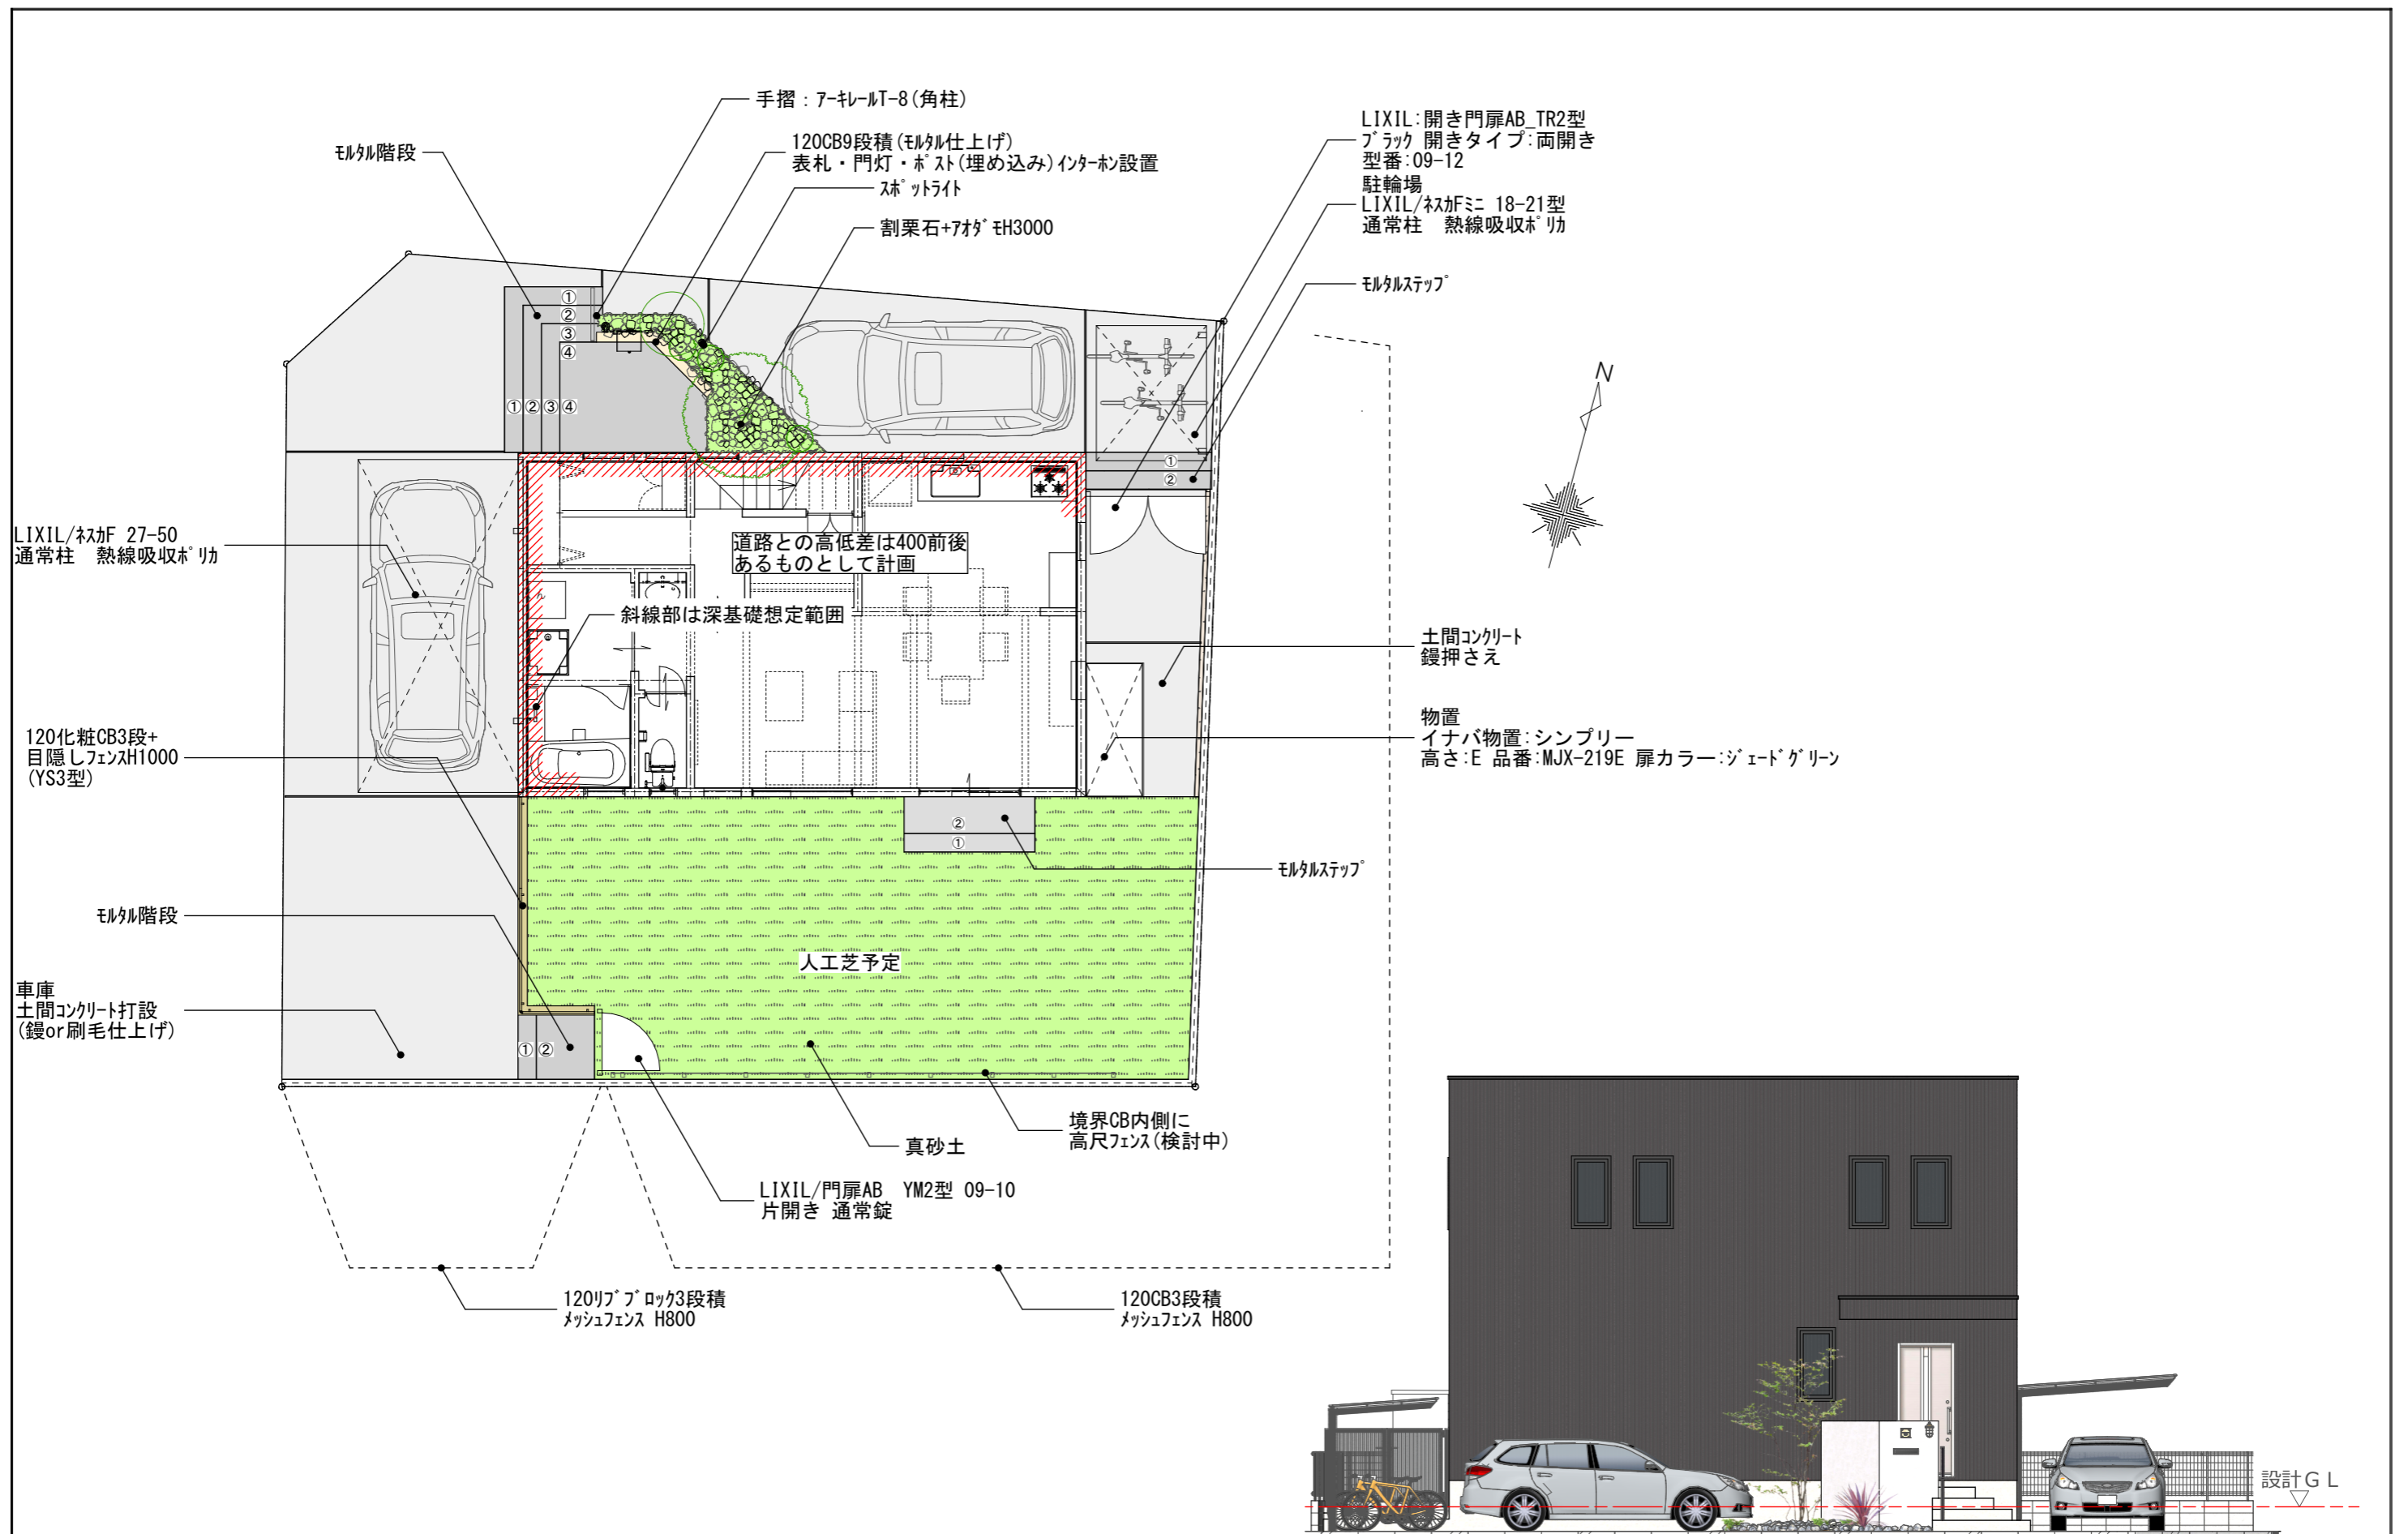 手摺：ｱｰｷﾚｰﾙT-8(角柱)
ﾓﾙﾀﾙ階段
120CB9段積(ﾓﾙﾀﾙ仕上げ)
表札・門灯・ﾎﾟｽﾄ(埋め込み)ｲﾝﾀｰﾎﾝ設置
ｽﾎﾟｯﾄﾗｲﾄ
割栗石+ｱｵﾀﾞﾓH3000
LIXIL:開き門扉AB_TR2型
ﾌﾞﾗｯｸ 開きタイプ:両開き
型番:09-12
駐輪場
LIXIL/ﾈｽｶFﾐﾆ 18-21型
通常柱　熱線吸収ﾎﾟﾘｶ
ﾓﾙﾀﾙｽﾃｯﾌﾟ
①
②
③
④
①②③④
①
②
N
LIXIL/ﾈｽｶF 27-50
通常柱　熱線吸収ﾎﾟﾘｶ
道路との高低差は400前後
あるものとして計画
斜線部は深基礎想定範囲
土間ｺﾝｸﾘｰﾄ
鏝押さえ
物置
イナバ物置:シンプリー
高さ:E 品番:MJX-219E 扉カラー:ｼﾞｪｰﾄﾞｸﾞﾘｰﾝ
120化粧CB3段+
目隠しﾌｪﾝｽH1000
(YS3型)
②
①
ﾓﾙﾀﾙｽﾃｯﾌﾟ
ﾓﾙﾀﾙ階段
人工芝予定
車庫
土間ｺﾝｸﾘｰﾄ打設
(鏝or刷毛仕上げ)
①②
境界CB内側に
高尺ﾌｪﾝｽ(検討中)
真砂土
LIXIL/門扉AB　YM2型 09-10
片開き 通常錠
120ﾘﾌﾞﾌﾞﾛｯｸ3段積
ﾒｯｼｭﾌｪﾝｽ H800
120CB3段積
ﾒｯｼｭﾌｪﾝｽ H800
設計ＧＬ